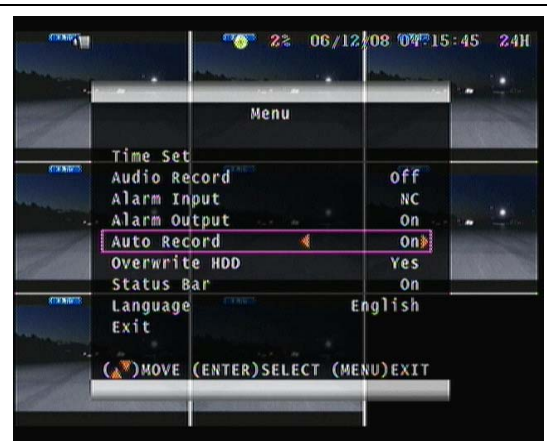 2% 06/12/08 04:15:45 24H
Menu
Time Set
Audio Record Off
Alarm Input NC
Alarm Output On
Auto Record On
Overwrite HDD Yes
Status Bar On
Language English
Exit
()MOVE (ENTER)SELECT (MENU)EXIT